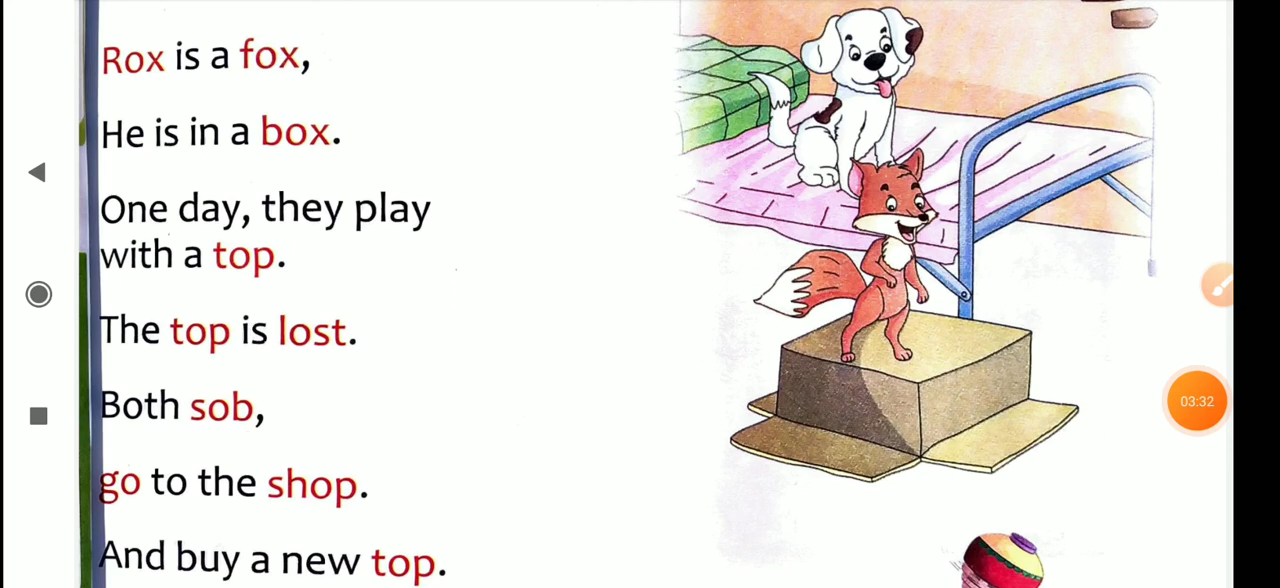 Rox is a fox,
He is in a box.
One day, they play
with a top.
The top is lost.
Both sob,
go to the shop.
And buy a new top.
03:32